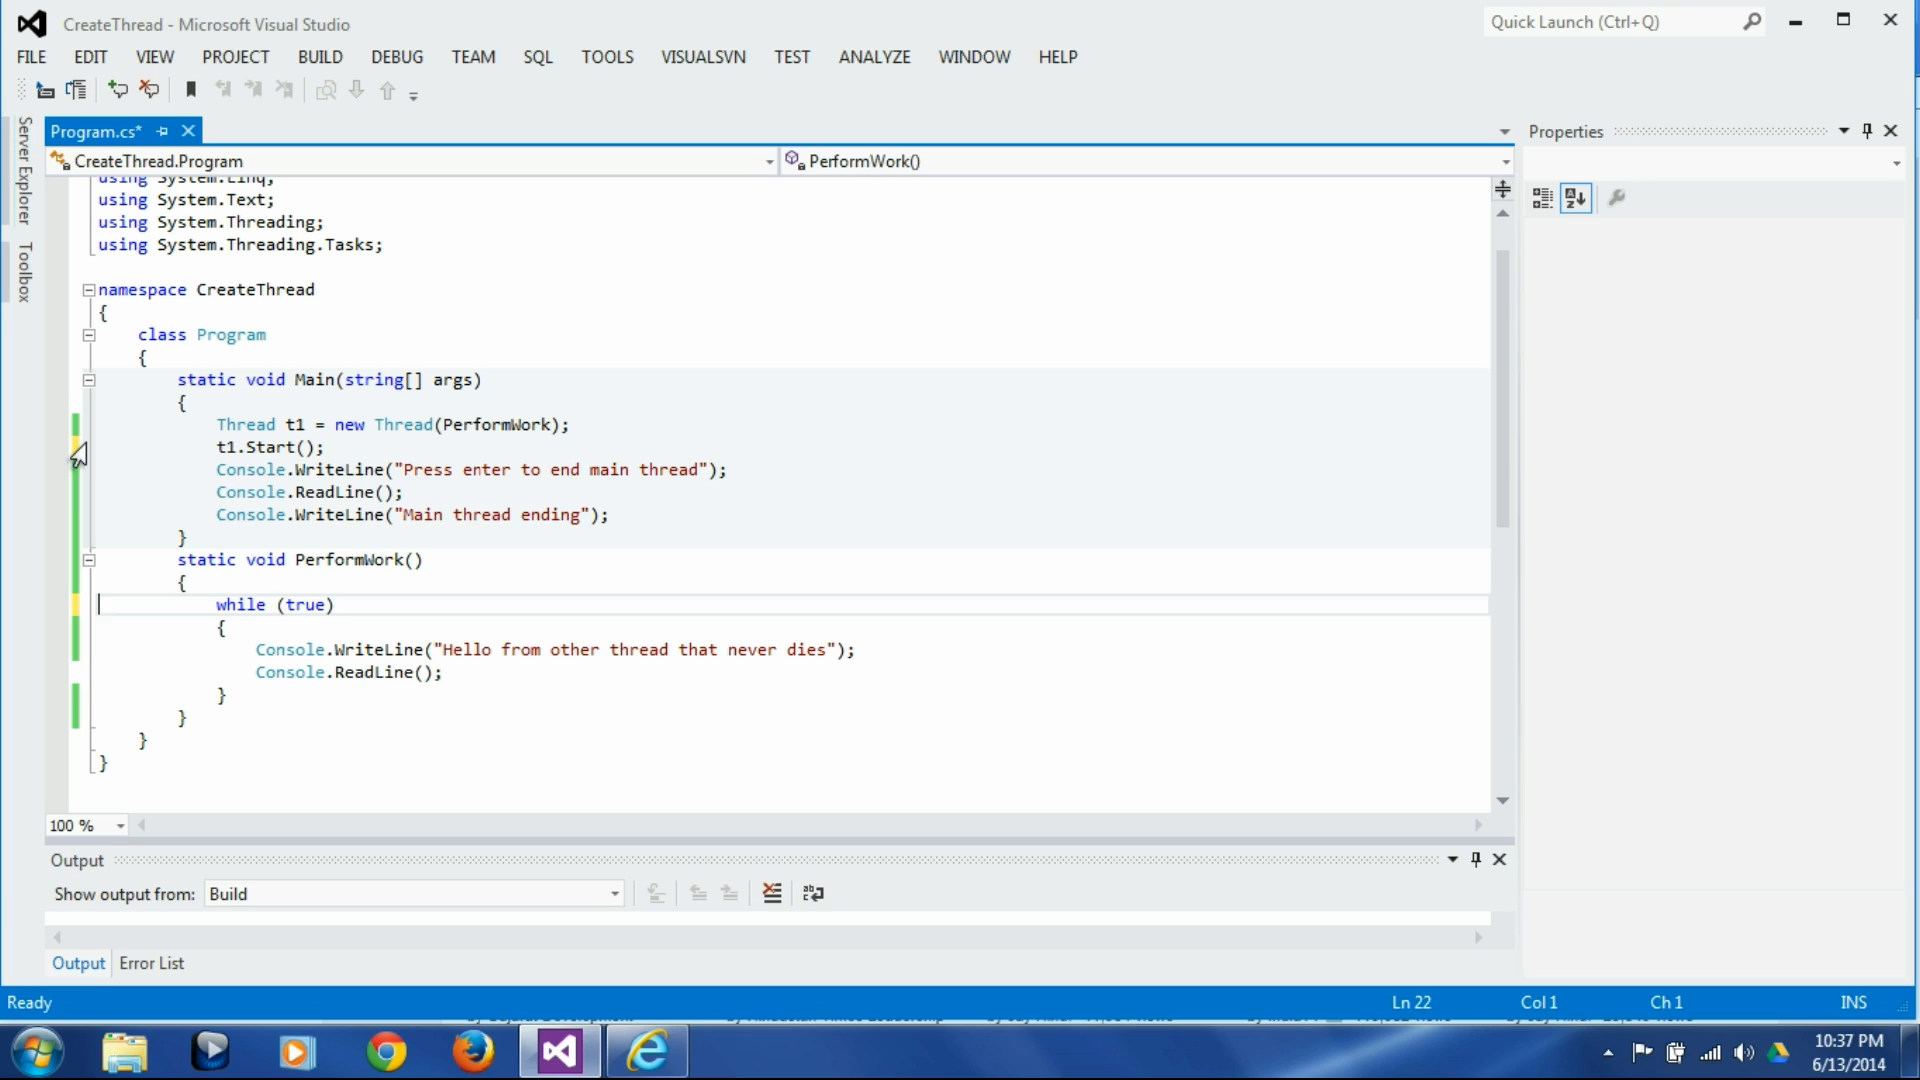 CreateThread - Microsoft Visual Studio
Quick Launch (Ctrl+Q)
FILE EDIT VIEW PROJECT BUILD DEBUG TEAM SQL TOOLS VISUALSVN TEST ANALYZE WINDOW HELP
Server Explorer
Toolbox
Program.cs*
Properties
CreateThread.Program
PerformWork()
using System.Linq;
using System.Text;
using System.Threading;
using System.Threading.Tasks;
namespace CreateThread
{
class Program
{
static void Main(string[] args)
{
Thread t1 = new Thread(PerformWork);
t1.Start();
Console.WriteLine("Press enter to end main thread");
Console.ReadLine();
Console.WriteLine("Main thread ending");
}
static void PerformWork()
{
while (true)
{
Console.WriteLine("Hello from other thread that never dies");
Console.ReadLine();
}
}
}
}
100 %
Output
Show output from: Build
Output Error List
Ready
Ln 22 Col 1 Ch 1 INS
10:37 PM
6/13/2014